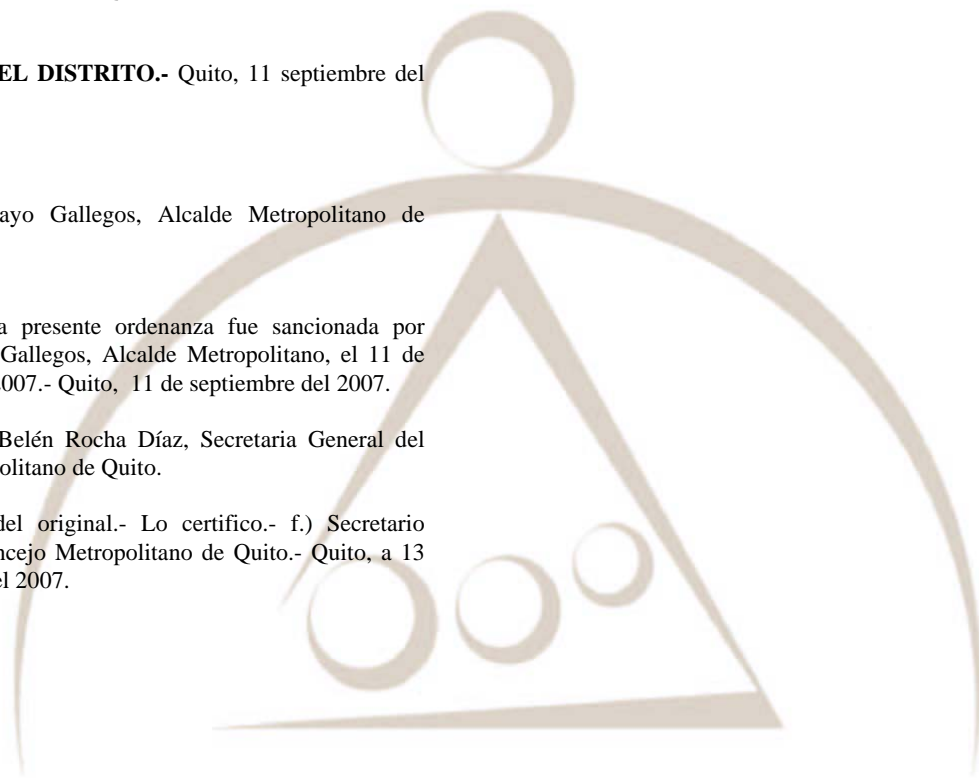 EL DISTRITO.- Quito, 11 septiembre del
ayo Gallegos, Alcalde Metropolitano de
a presente ordenanza fue sancionada por
Gallegos, Alcalde Metropolitano, el 11 de
2007.- Quito, 11 de septiembre del 2007.
Belén Rocha Díaz, Secretaria General del
politano de Quito.
del original.- Lo certifico.- f.) Secretario
ncejo Metropolitano de Quito.- Quito, a 13
el 2007.